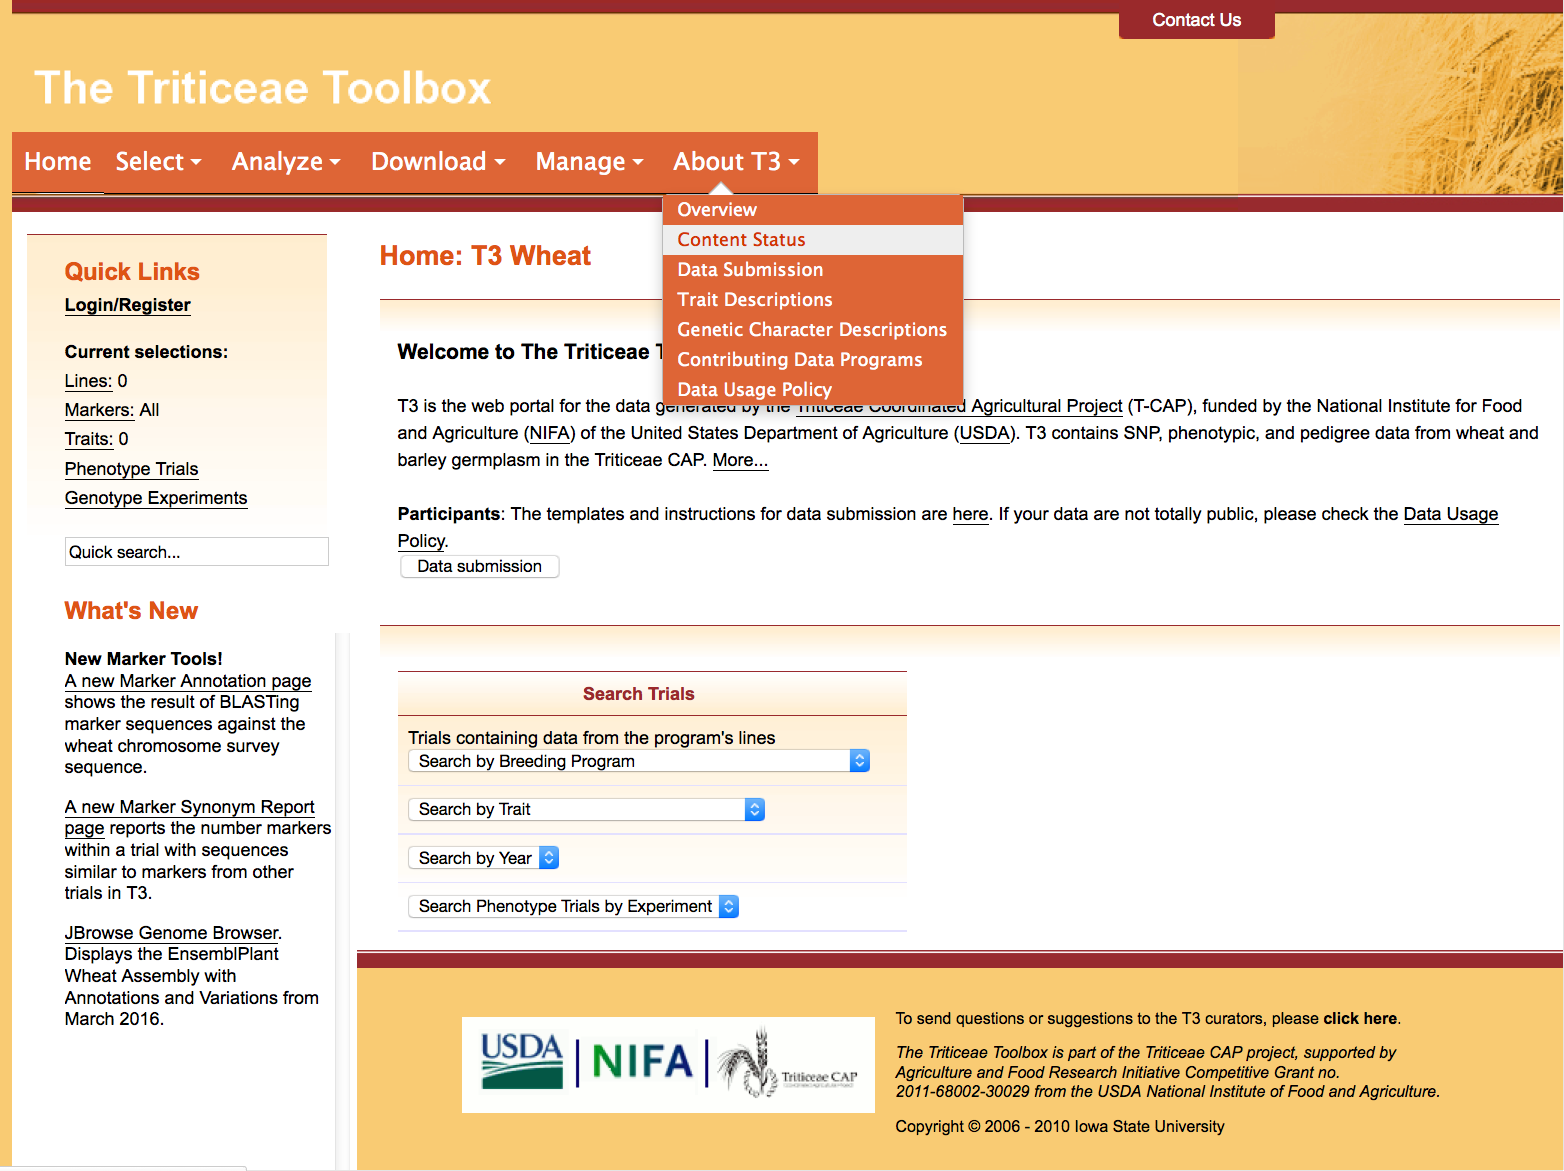 Contact Us
The Triticeae Toolbox
Home Select Analyze Download Manage About T3
Overview
Content Status
Data Submission
Trait Descriptions
Genetic Character Descriptions
Contributing Data Programs
Data Usage Policy
Quick Links
Login/Register
Current selections:
Lines: 0
Markers: All
Traits: 0
Phenotype Trials
Genotype Experiments
Quick search...
What's New
New Marker Tools!
A new Marker Annotation page
shows the result of BLASTing
marker sequences against the
wheat chromosome survey
sequence.
A new Marker Synonym Report
page reports the number markers
within a trial with sequences
similar to markers from other
trials in T3.
JBrowse Genome Browser.
Displays the EnsemblPlant
Wheat Assembly with
Annotations and Variations from
March 2016.
Home: T3 Wheat
Welcome to The Triticeae
T3 is the web portal for the data generated by the Triticeae Coordinated Agricultural Project (T-CAP), funded by the National Institute for Food
and Agriculture (NIFA) of the United States Department of Agriculture (USDA). T3 contains SNP, phenotypic, and pedigree data from wheat and
barley germplasm in the Triticeae CAP. More...
Participants: The templates and instructions for data submission are here. If your data are not totally public, please check the Data Usage
Policy.
Data submission
Search Trials
Trials containing data from the program's lines
Search by Breeding Program
Search by Trait
Search by Year
Search Phenotype Trials by Experiment
USDA NIFA Triticeae CAP
To send questions or suggestions to the T3 curators, please click here.
The Triticeae Toolbox is part of the Triticeae CAP project, supported by
Agriculture and Food Research Initiative Competitive Grant no.
2011-68002-30029 from the USDA National Institute of Food and Agriculture.
Copyright © 2006 - 2010 Iowa State University